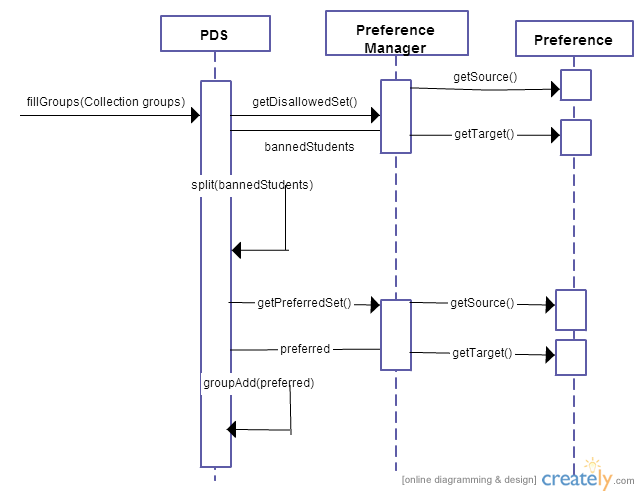 PDS
Preference
Manager
Preference
getSource()
fillGroups(Collection groups)
getDisallowedSet()
getTarget()
bannedStudents
split(bannedStudents)
getPreferredSet()
getSource()
preferred
getTarget()
groupAdd(preferred)
[online diagramming & design] creately.com